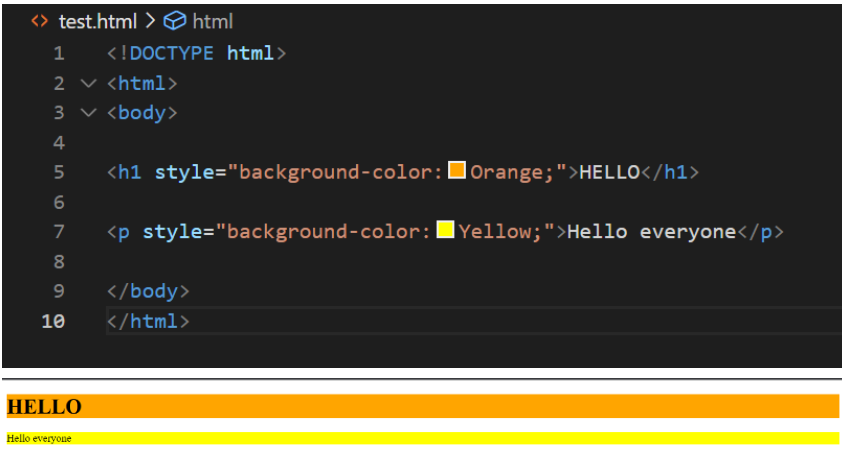 test.html > html
1 <!DOCTYPE html>
2 <html>
3 <body>
4
5 <h1 style="background-color:Orange;">HELLO</h1>
6
7 <p style="background-color:Yellow;">Hello everyone</p>
8
9 </body>
10 </html>
HELLO
Hello everyone